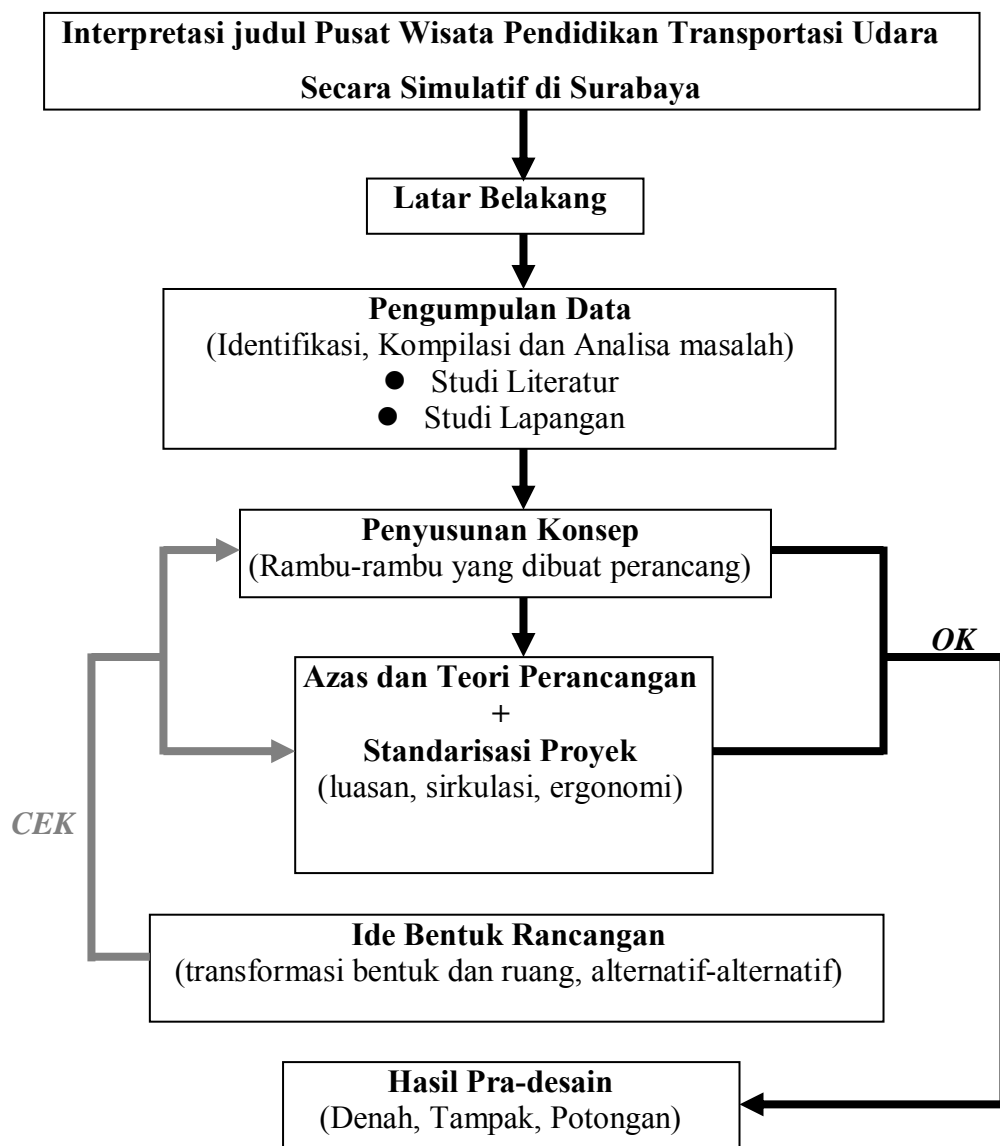 Interpretasi judul Pusat Wisata Pendidikan Transportasi Udara
Secara Simulatif di Surabaya
Latar Belakang
Pengumpulan Data
(Identifikasi, Kompilasi dan Analisa masalah)
● Studi Literatur
● Studi Lapangan
Penyusunan Konsep
(Rambu-rambu yang dibuat perancang)
OK
Azas dan Teori Perancangan
+
Standarisasi Proyek
(luasan, sirkulasi, ergonomi)
CEK
Ide Bentuk Rancangan
(transformasi bentuk dan ruang, alternatif-alternatif)
Hasil Pra-desain
(Denah, Tampak, Potongan)